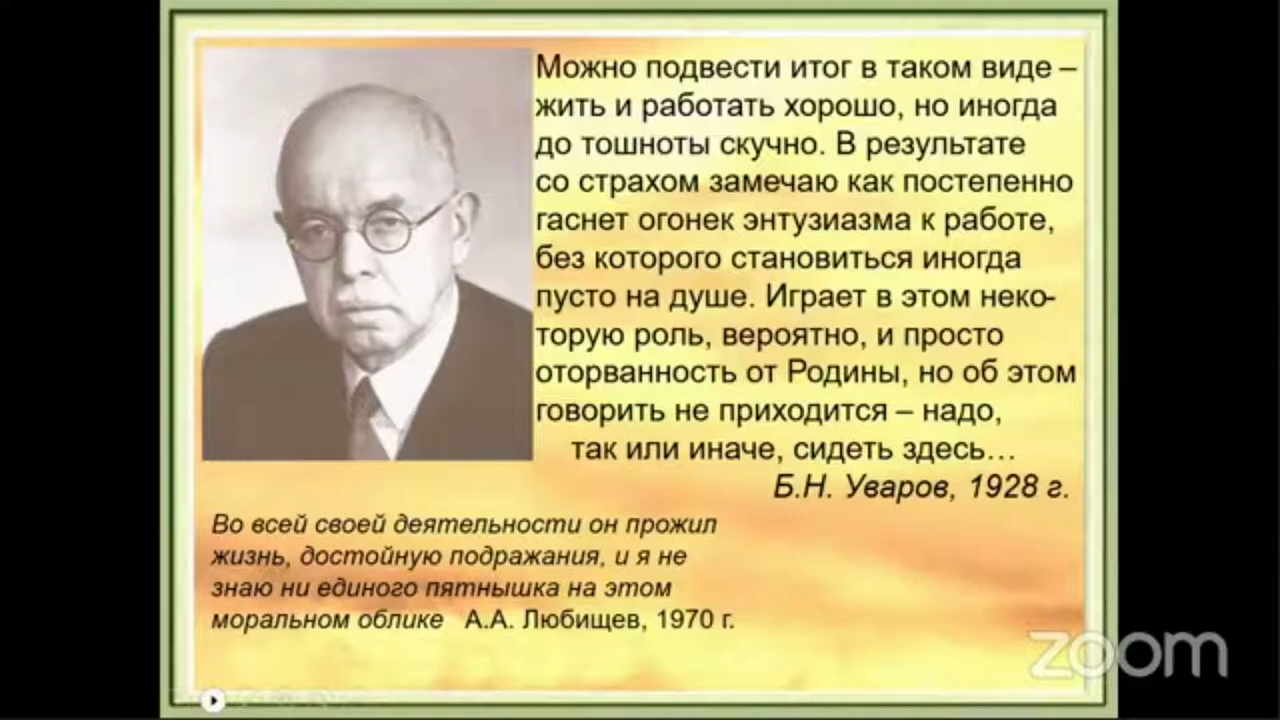 Можно подвести итог в таком виде –
жить и работать хорошо, но иногда
до тошноты скучно. В результате
со страхом замечаю как постепенно
гаснет огонек энтузиазма к работе,
без которого становиться иногда
пусто на душе. Играет в этом неко-
торую роль, вероятно, и просто
оторванность от Родины, но об этом
говорить не приходится – надо,
так или иначе, сидеть здесь...
Б.Н. Уваров, 1928 г.
Во всей своей деятельности он прожил
жизнь, достойную подражания, и я не
знаю ни единого пятнышка на этом
моральном облике А.А. Любищев, 1970 г.
zoom